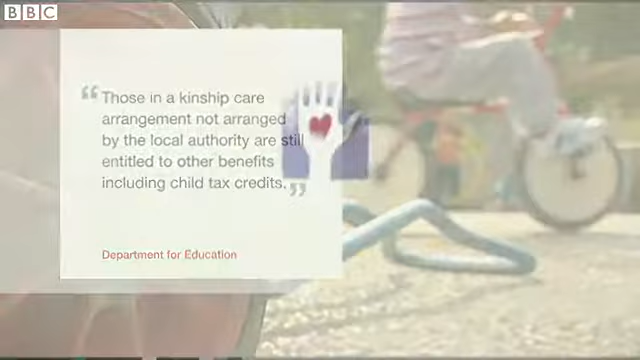 BBC
“Those in a kinship care
arrangement not arranged
by the local authority are still
entitled to other benefits
including child tax credits.”
Department for Education